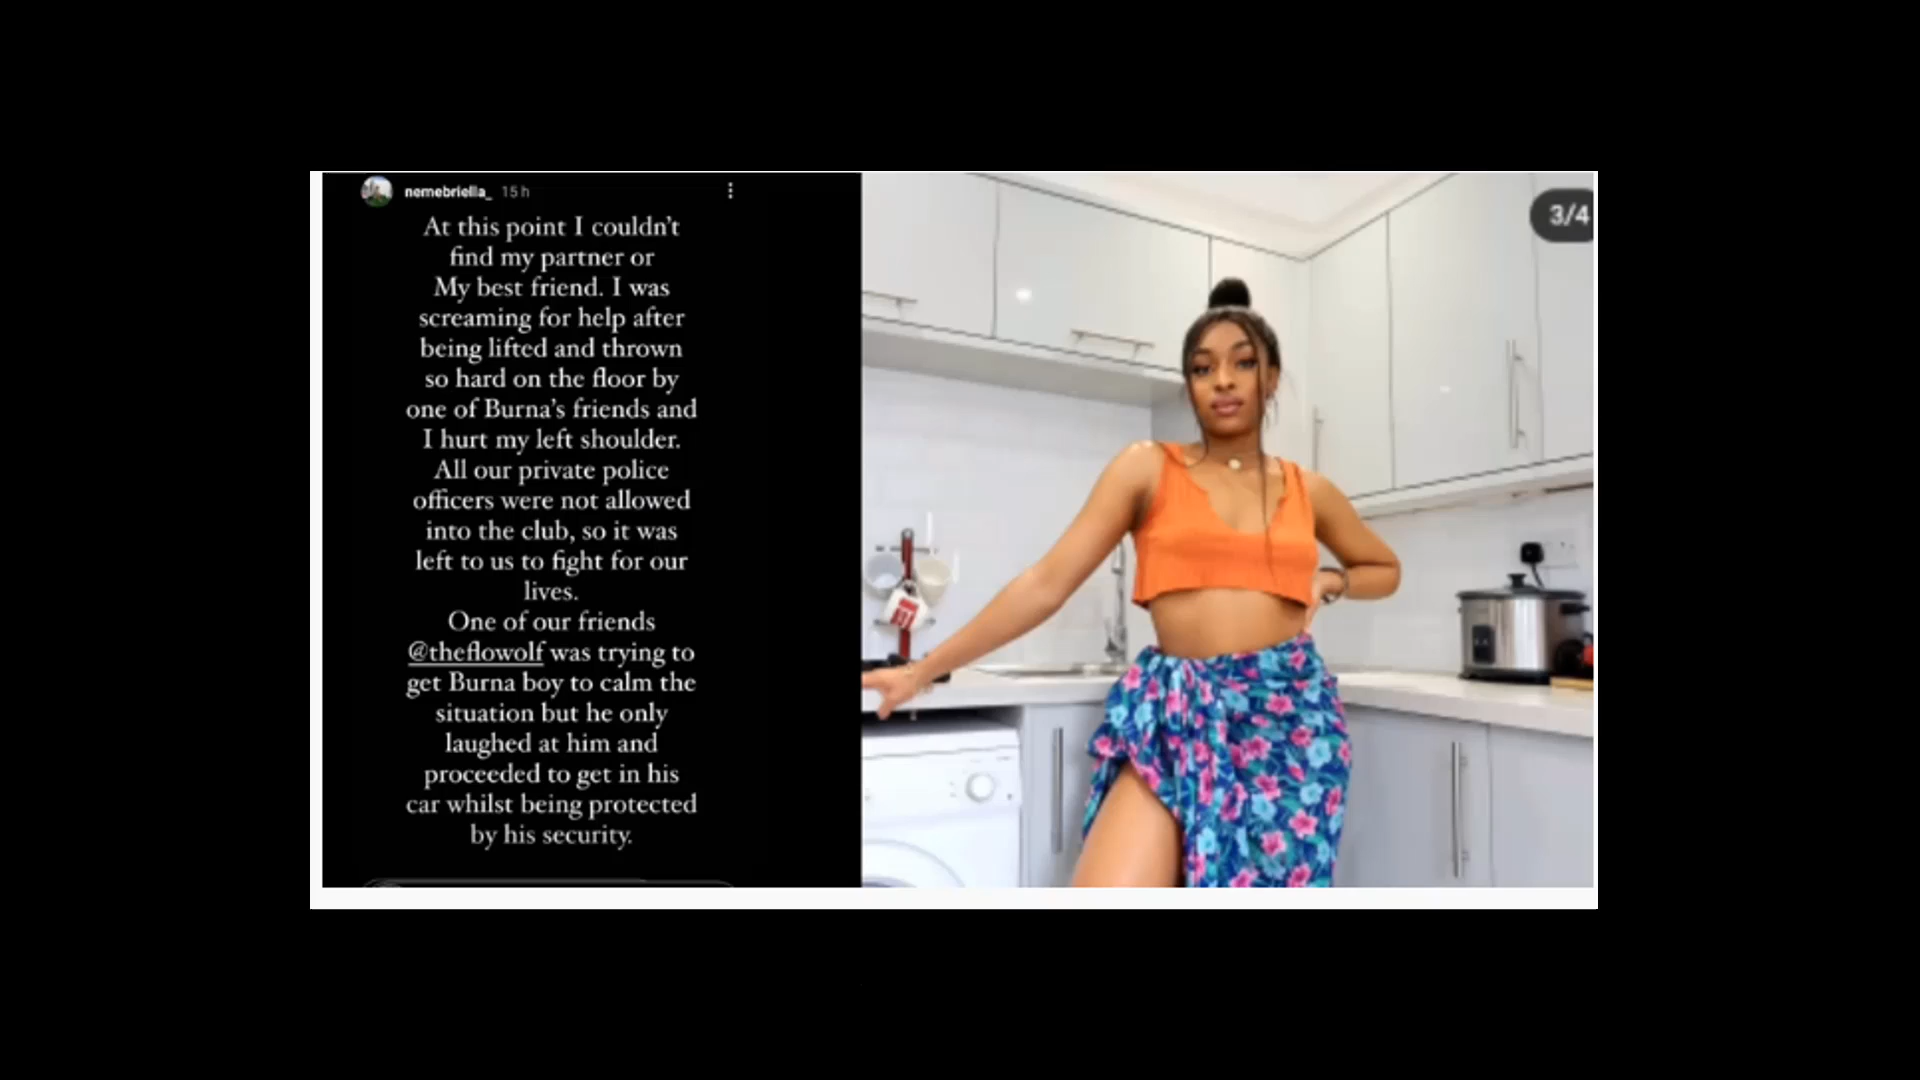 nemebriella_ 15 h
At this point I couldn't
find my partner or
My best friend. I was
screaming for help after
being lifted and thrown
so hard on the floor by
one of Burna's friends and
I hurt my left shoulder.
All our private police
officers were not allowed
into the club, so it was
left to us to fight for our
lives.
One of our friends
@theflowolf was trying to
get Burna boy to calm the
situation but he only
laughed at him and
proceeded to get in his
car whilst being protected
by his security.
3/4